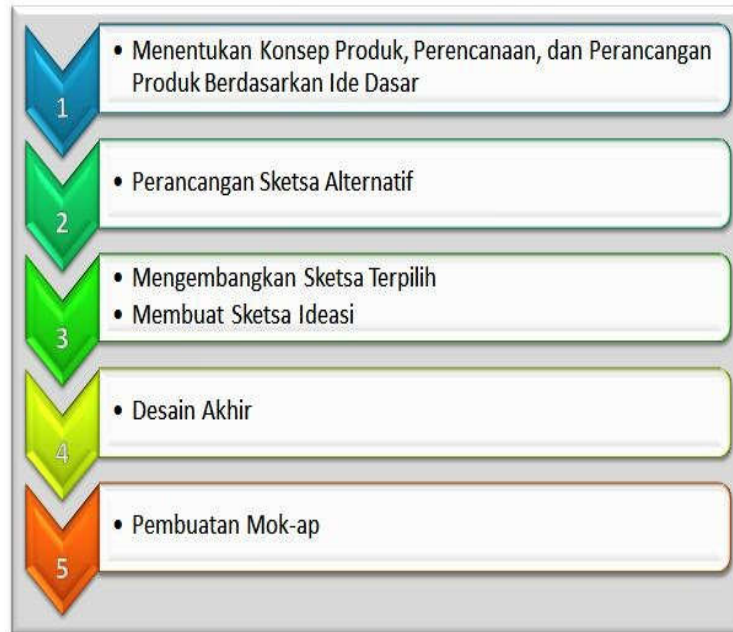 1
• Menentukan Konsep Produk, Perencanaan, dan Perancangan
Produk Berdasarkan Ide Dasar
2
• Perancangan Sketsa Alternatif
3
• Mengembangkan Sketsa Terpilih
• Membuat Sketsa Ideasi
4
• Desain Akhir
5
• Pembuatan Mok-ap